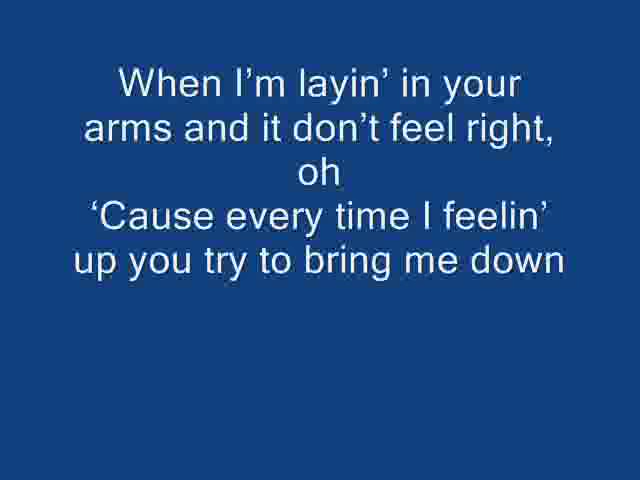 When I’m layin’ in your
arms and it don’t feel right,
oh
‘Cause every time I feelin’
up you try to bring me down